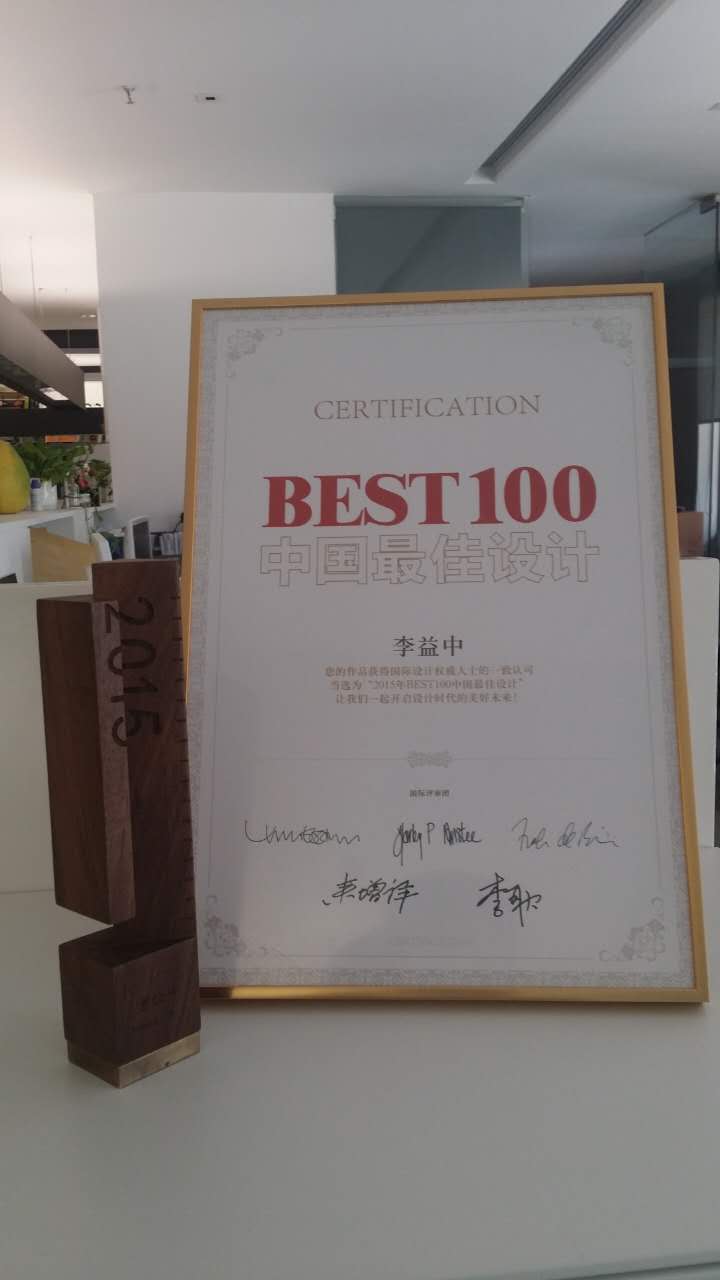 CERTIFICATION
BEST 100
中国最佳设计
李益中
您的作品获得国际设计权威人士的一致认可
当选为“2015年BEST100中国最佳设计”
让我们一起开启设计时代的美好未来！
国际评审团
2015